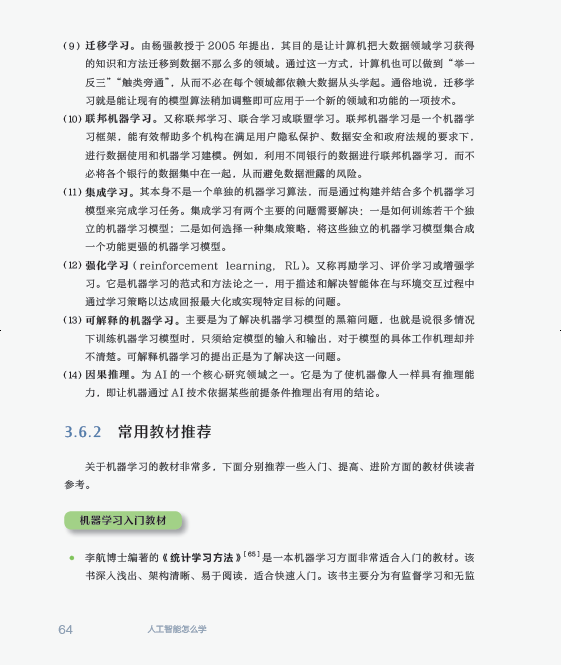 (9) 迁移学习。由杨强教授于 2005 年提出，其目的是让计算机把大数据领域学习获得
的知识和方法迁移到数据不那么多的领域。通过这一方式，计算机也可以做到“举一
反三”“触类旁通”，从而不必在每个领域都依赖大数据从头学起。通俗地说，迁移学
习就是能让现有的模型算法稍加调整即可应用于一个新的领域和功能的一项技术。
(10) 联邦机器学习。又称联邦学习、联合学习或联盟学习。联邦机器学习是一个机器学
习框架，能有效帮助多个机构在满足用户隐私保护、数据安全和政府法规的要求下，
进行数据使用和机器学习建模。例如，利用不同银行的数据进行联邦机器学习，而不
必将各个银行的数据集中在一起，从而避免数据泄露的风险。
(11) 集成学习。其本身不是一个单独的机器学习算法，而是通过构建并结合多个机器学习
模型来完成学习任务。集成学习有两个主要的问题需要解决：一是如何训练若干个独
立的机器学习模型；二是如何选择一种集成策略，将这些独立的机器学习模型集合成
一个功能更强的机器学习模型。
(12) 强化学习（reinforcement learning, RL）。又称再励学习、评价学习或增强学
习。它是机器学习的范式和方法论之一，用于描述和解决智能体在与环境交互过程中
通过学习策略以达成回报最大化或实现特定目标的问题。
(13) 可解释的机器学习。主要是为了解决机器学习模型的黑箱问题，也就是说很多情况
下训练机器学习模型时，只须给定模型的输入和输出，对于模型的具体工作机理却并
不清楚。可解释机器学习的提出正是为了解决这一问题。
(14) 因果推理。为 AI 的一个核心研究领域之一。它是为了使机器像人一样具有推理能
力，即让机器通过 AI 技术依据某些前提条件推理出有用的结论。
3.6.2 常用教材推荐
关于机器学习的教材非常多，下面分别推荐一些入门、提高、进阶方面的教材供读者
参考。
机器学习入门教材
• 李航博士编著的《统计学习方法》[65]是一本机器学习方面非常适合入门的教材。该
书深入浅出、架构清晰、易于阅读，适合快速入门。该书主要分为有监督学习和无监
64 人工智能怎么学